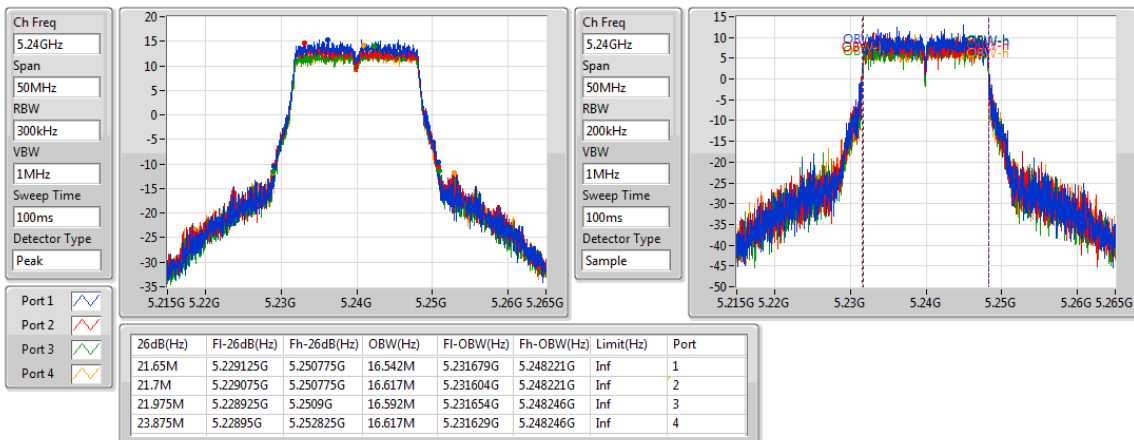 Ch Freq
5.24GHz
Span
50MHz
RBW
300kHz
VBW
1MHz
Sweep Time
100ms
Detector Type
Peak
20
15
10
5
0
-5
-10
-15
-20
-25
-30
-35
5.215G 5.22G 5.23G 5.24G 5.25G 5.26G 5.265G
Ch Freq
5.24GHz
Span
50MHz
RBW
200kHz
VBW
1MHz
Sweep Time
100ms
Detector Type
Sample
15
10
5
0
-5
-10
-15
-20
-25
-30
-35
-40
-45
-50
5.215G 5.22G 5.23G 5.24G 5.25G 5.26G 5.265G
Port 1
Port 2
Port 3
Port 4
26dB(Hz) Fl-26dB(Hz) Fh-26dB(Hz) OBW(Hz) Fl-OBW(Hz) Fh-OBW(Hz) Limit(Hz) Port
21.65M 5.229125G 5.250775G 16.542M 5.231679G 5.248221G Inf 1
21.7M 5.229075G 5.250775G 16.617M 5.231604G 5.248221G Inf 2
21.975M 5.228925G 5.2509G 16.592M 5.231654G 5.248246G Inf 3
23.875M 5.22895G 5.252825G 16.617M 5.231629G 5.248246G Inf 4